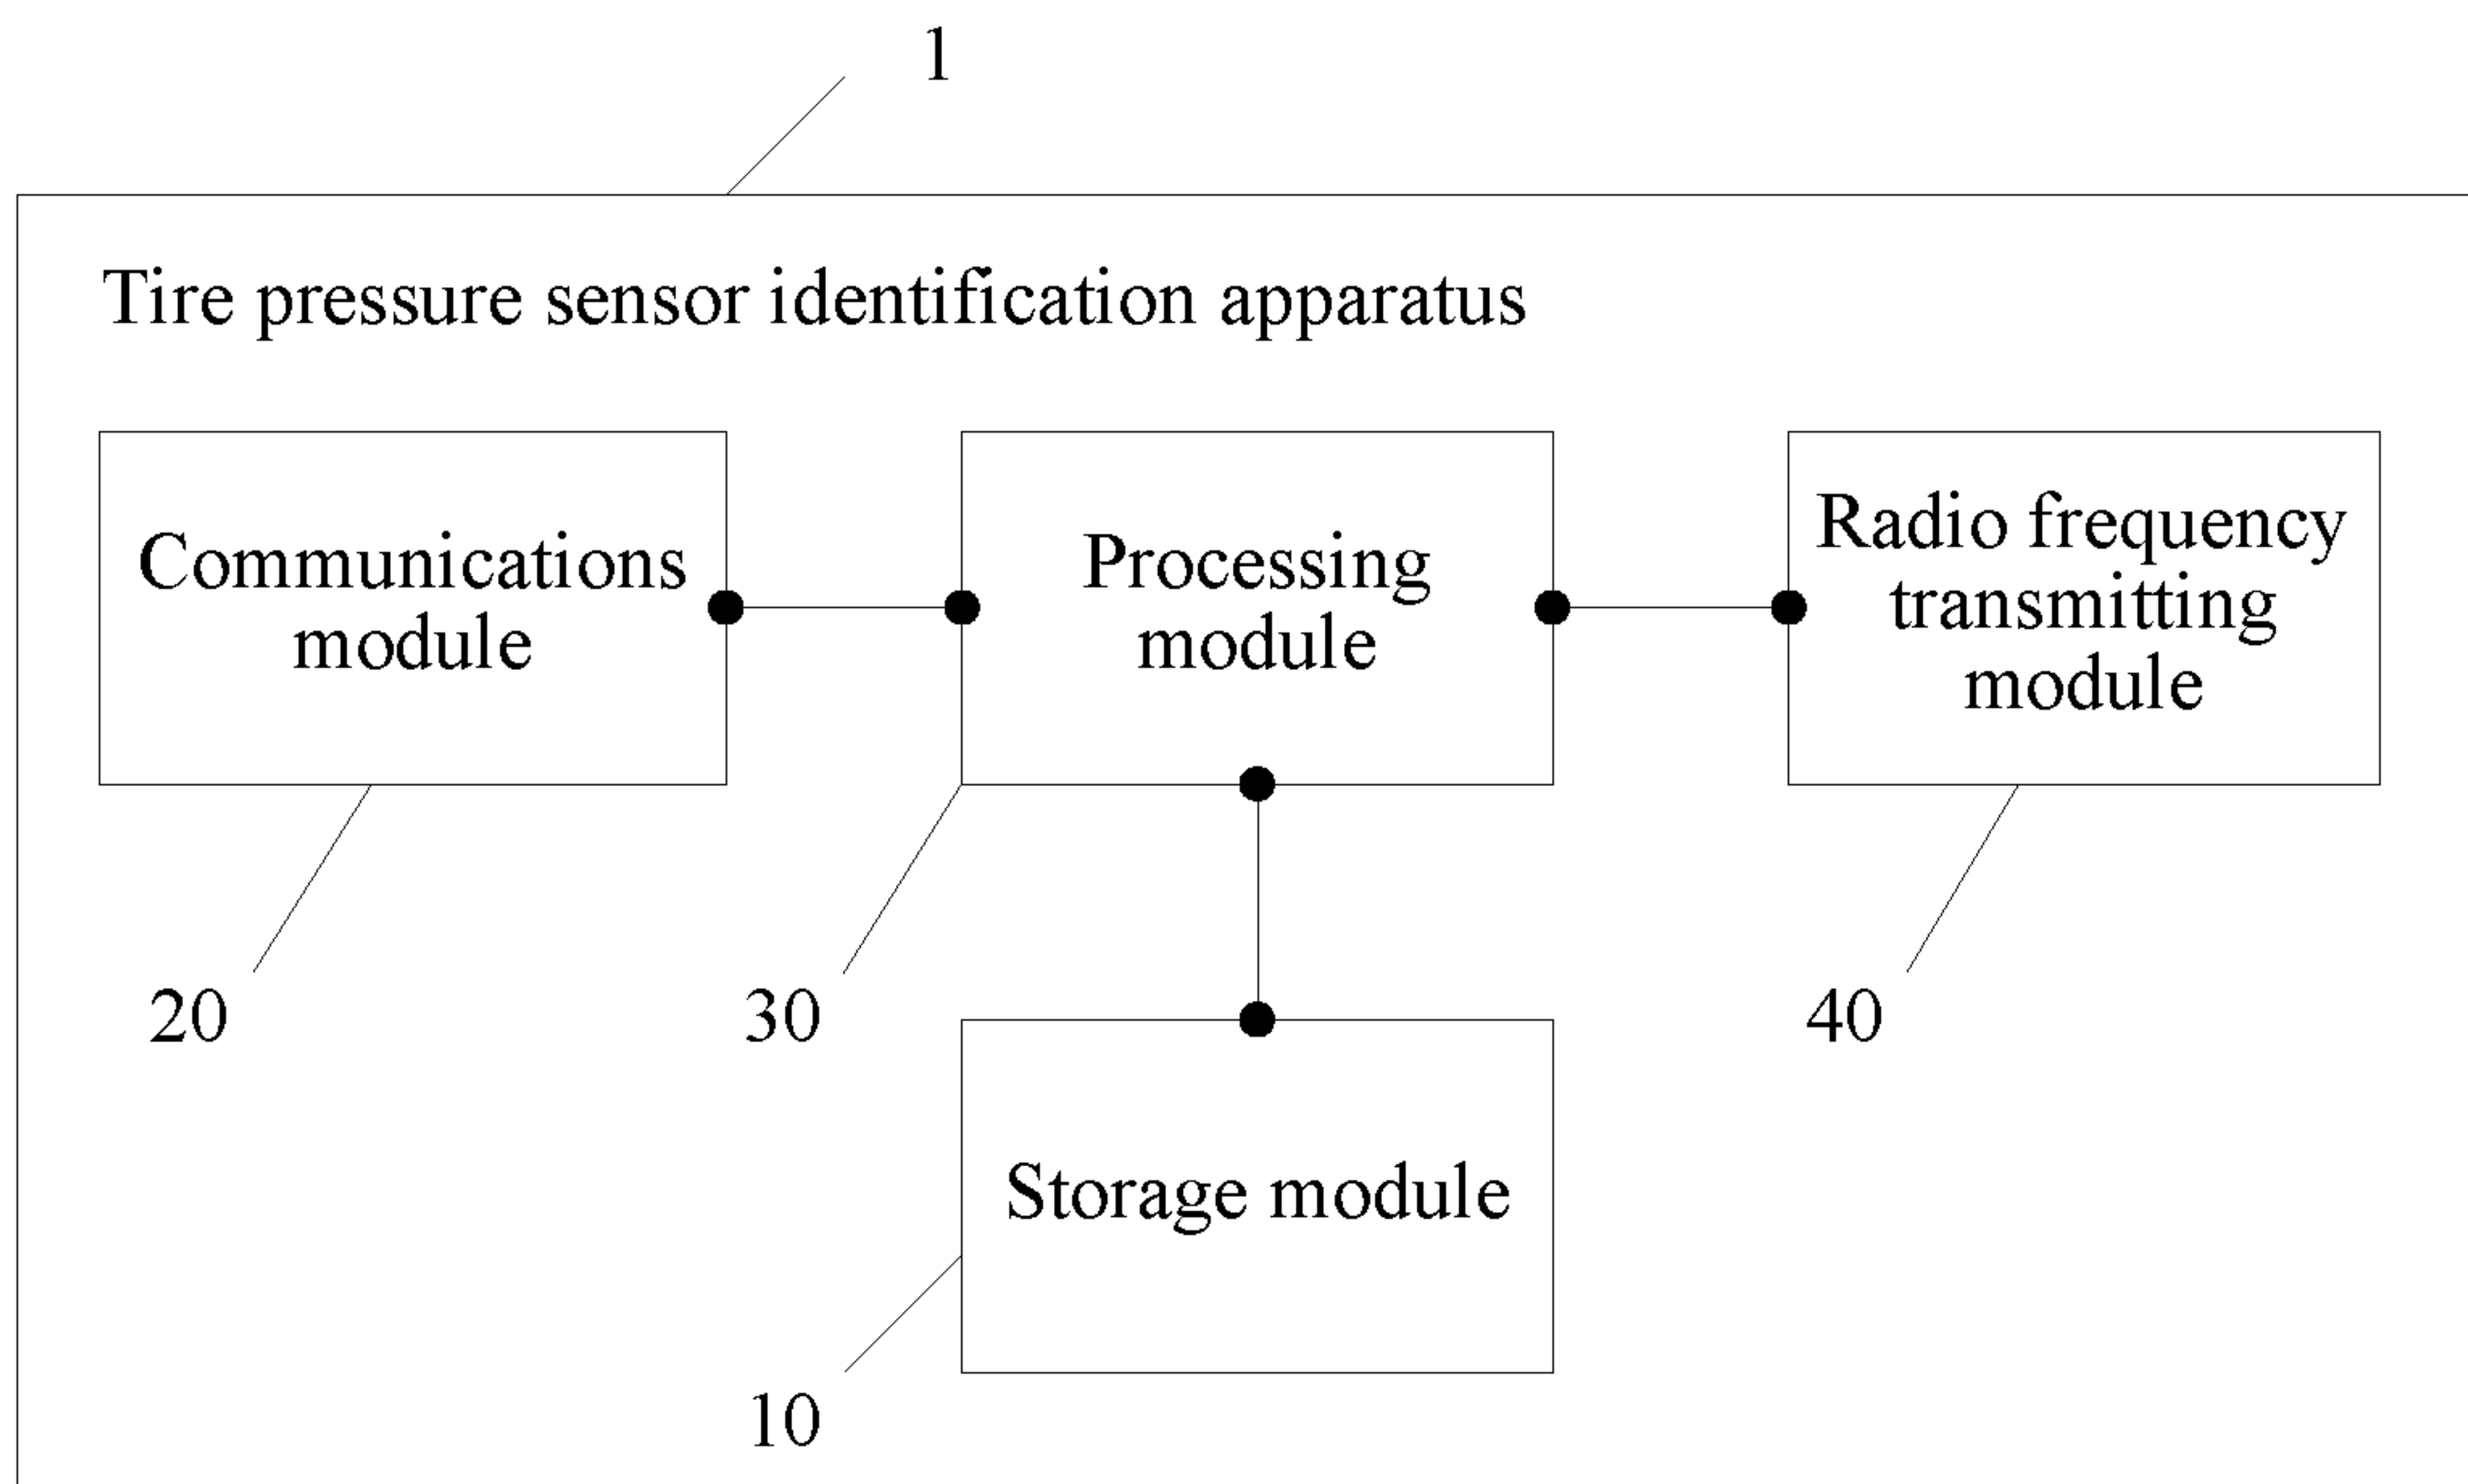 1
Tire pressure sensor identification apparatus
Communications
module
Processing
module
Radio frequency
transmitting
module
20
30
40
Storage module
10